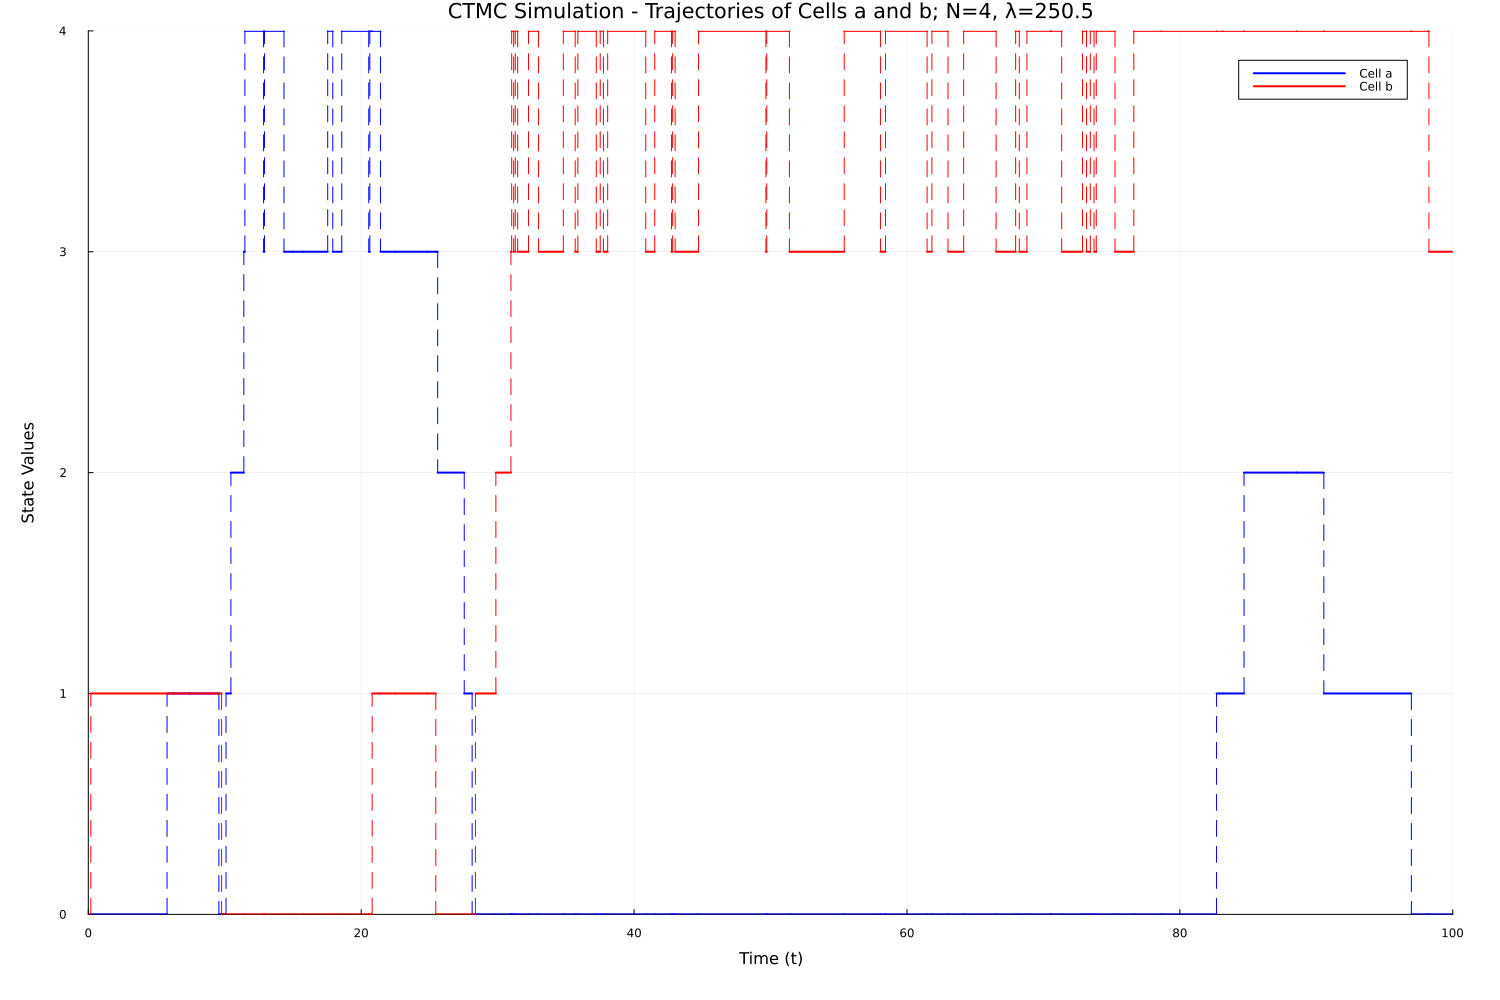 CTMC Simulation - Trajectories of Cells a and b; N=4, λ=250.5
4
3
2
1
0
State Values
Cell a
Cell b
0 20 40 60 80 100
Time (t)